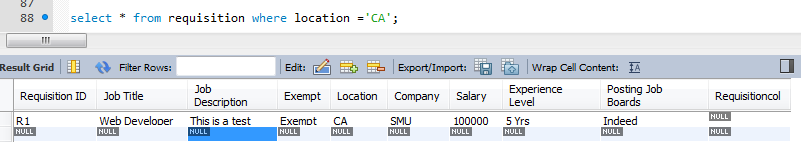 87
88 select * from requisition where location ='CA';
Result Grid Filter Rows: Edit: Export/Import: Wrap Cell Content: IA
Requisition ID Job Title Job Description Exempt Location Company Salary Experience Level Posting Job Boards Requisitioncol
R1 Web Developer This is a test Exempt CA SMU 100000 5 Yrs Indeed NULL
NULL NULL NULL NULL NULL NULL NULL NULL NULL NULL